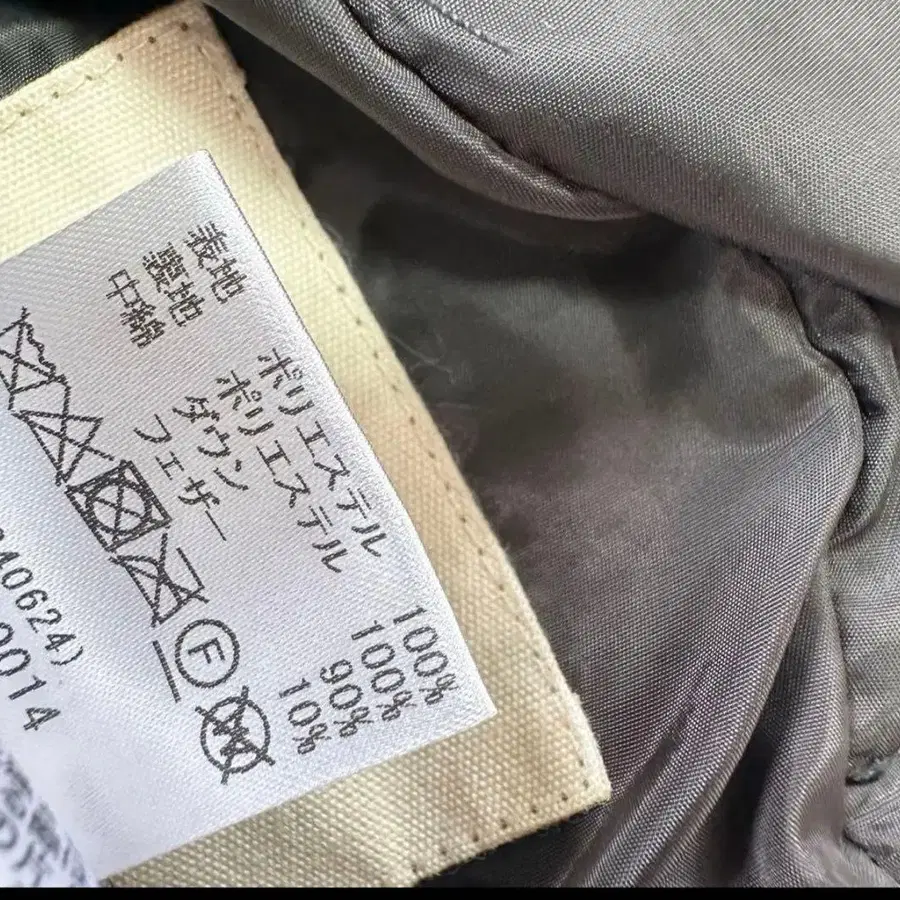 表地 ポリエステル 100%
裏地 ポリエステル 100%
中綿 ダウン 90%
フェザー 10%
F
W
40624)
0014